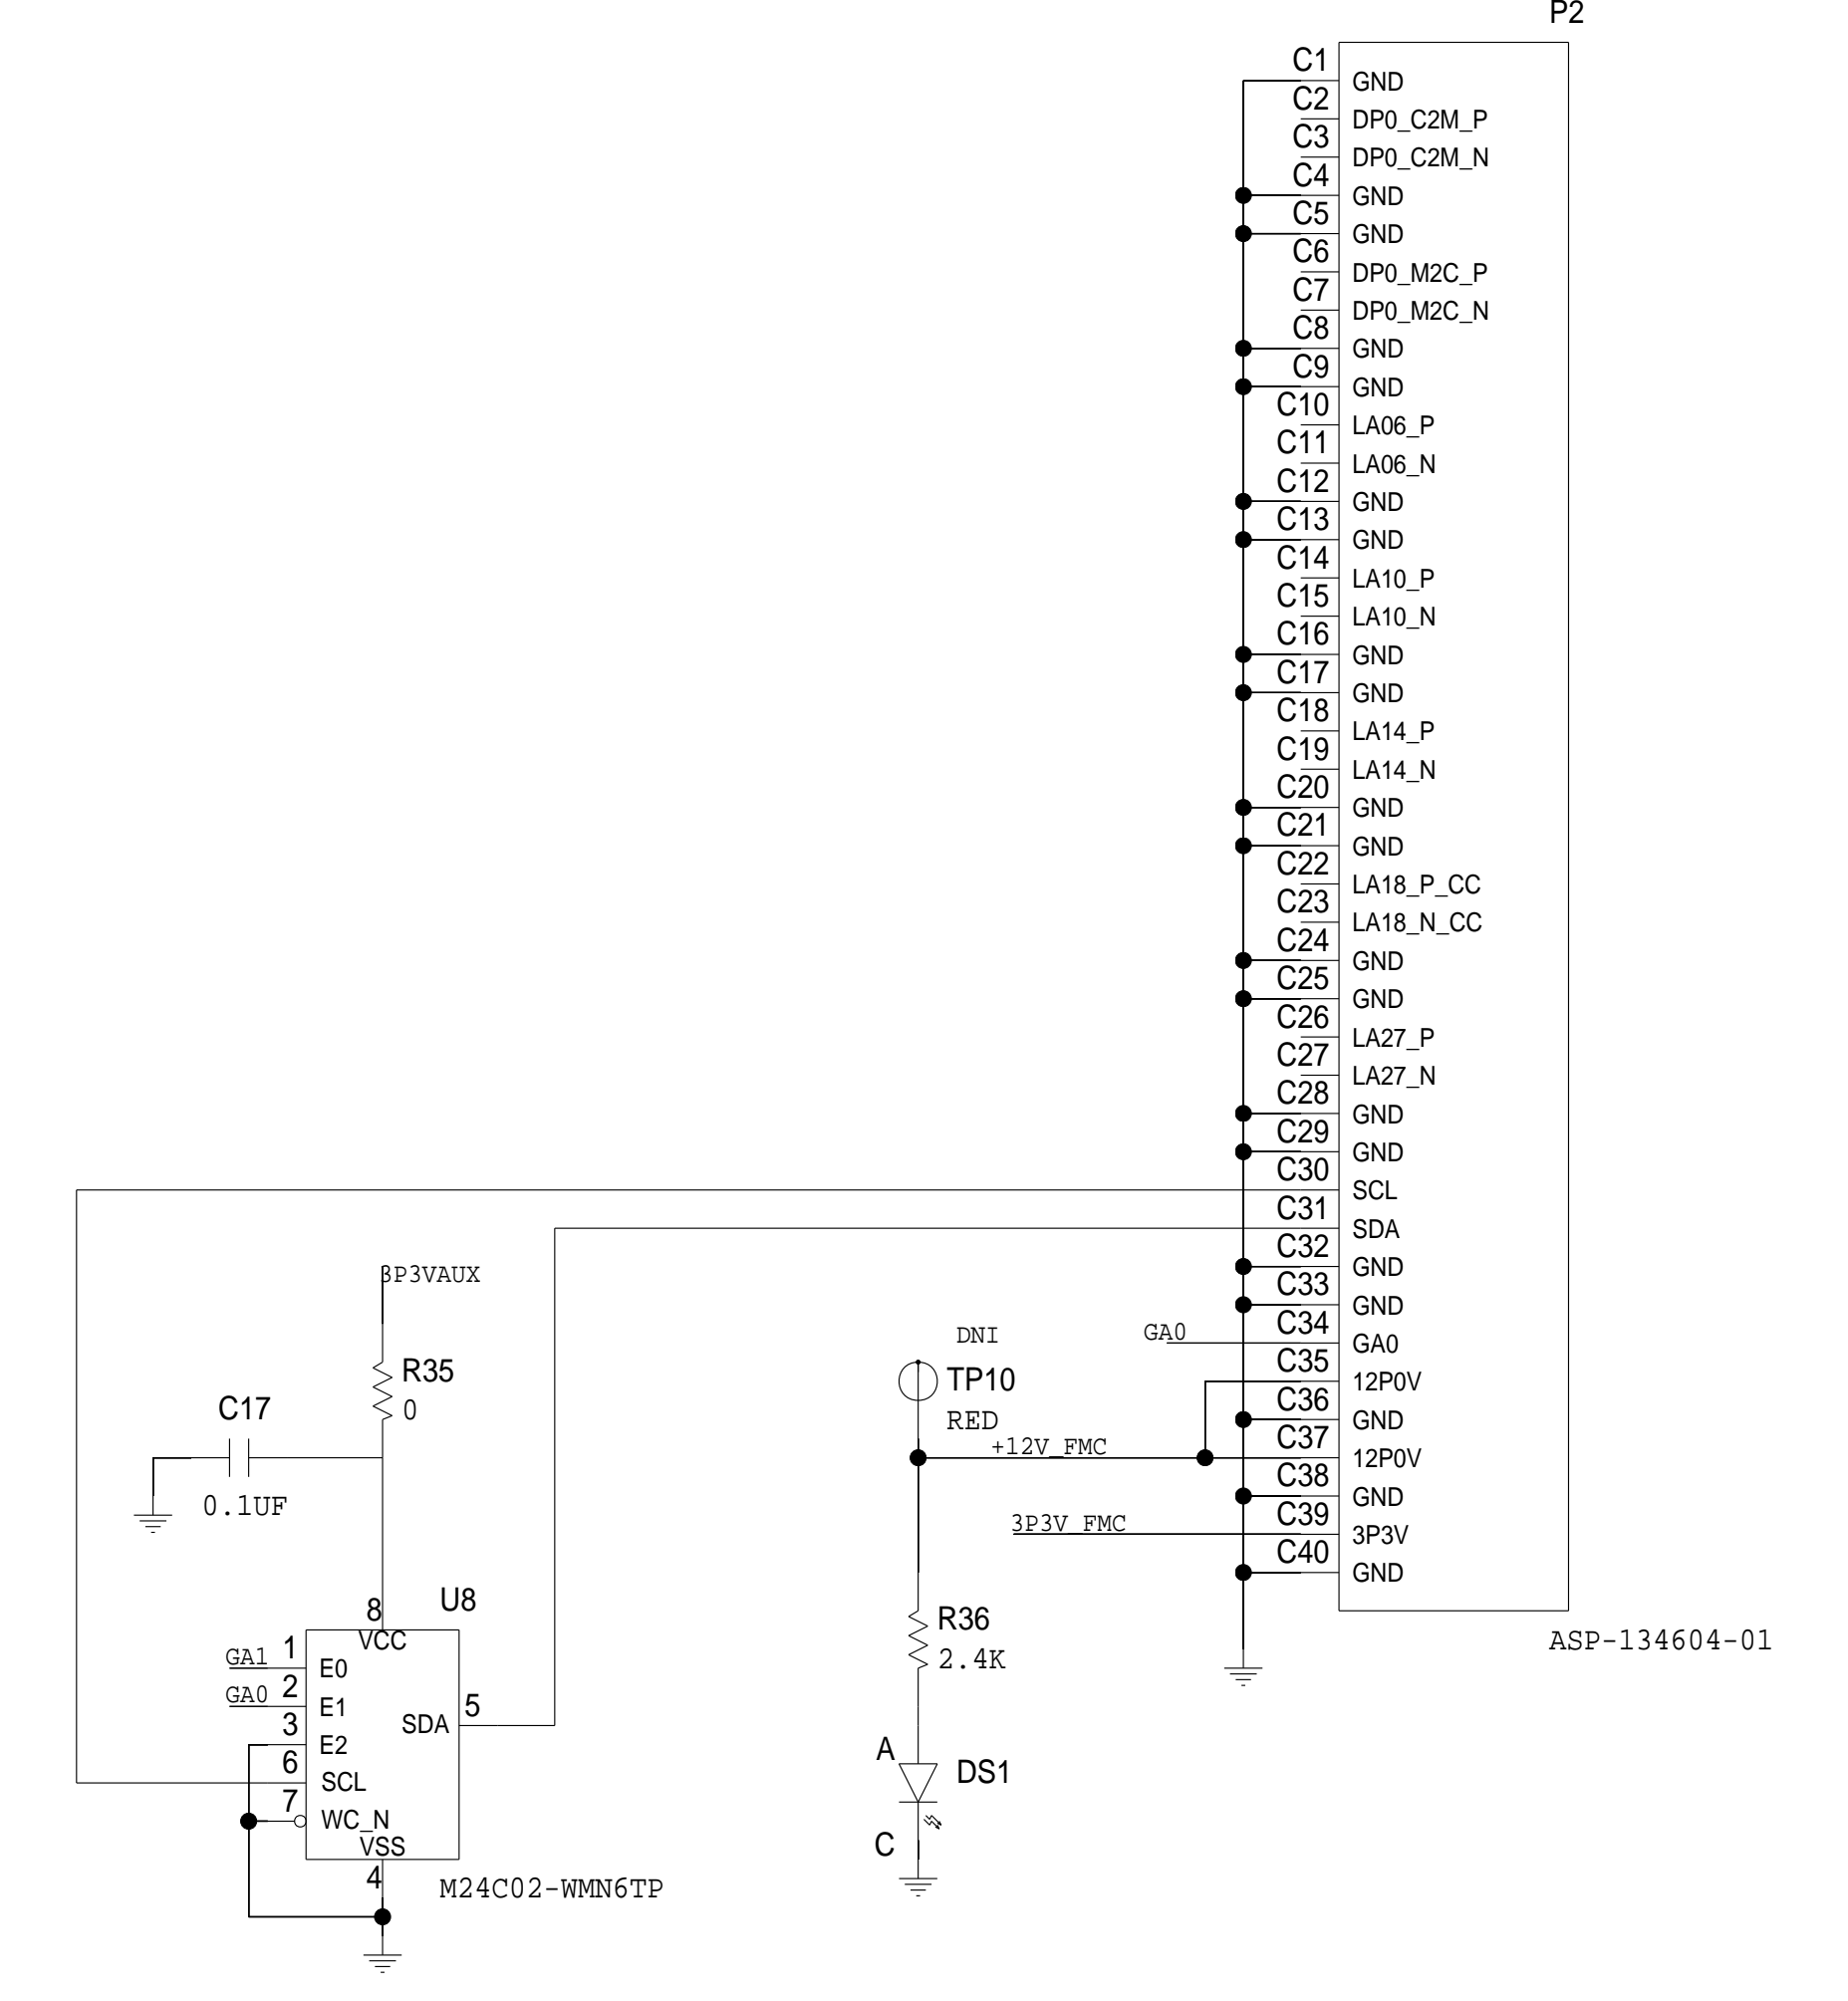 P2
C1 GND
C2 DP0_C2M_P
C3 DP0_C2M_N
C4 GND
C5 GND
C6 DP0_M2C_P
C7 DP0_M2C_N
C8 GND
C9 GND
C10 LA06_P
C11 LA06_N
C12 GND
C13 GND
C14 LA10_P
C15 LA10_N
C16 GND
C17 GND
C18 LA14_P
C19 LA14_N
C20 GND
C21 GND
C22 LA18_P_CC
C23 LA18_N_CC
C24 GND
C25 GND
C26 LA27_P
C27 LA27_N
C28 GND
C29 GND
C30 SCL
C31 SDA
C32 GND
C33 GND
GA0 C34 GA0
C35 12P0V
C36 GND
+12V_FMC C37 12P0V
C38 GND
3P3V_FMC C39 3P3V
C40 GND
ASP-134604-01
3P3VAUX
R35
0
C17
0.1UF
DNI
TP10
RED
R36
2.4K
A
DS1
C
U8
8
VCC
GA1 1 E0
GA0 2 E1
3 E2
6 SCL
7 WC_N
SDA 5
VSS
4
M24C02-WMN6TP